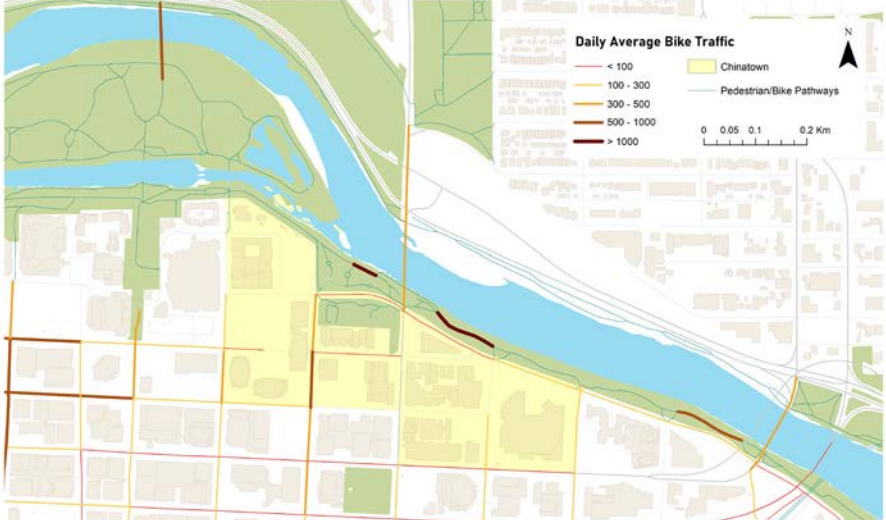 Daily Average Bike Traffic
N
< 100
Chinatown
100 - 300
Pedestrian/Bike Pathways
300 - 500
500 - 1000
0 0.05 0.1 0.2 Km
> 1000